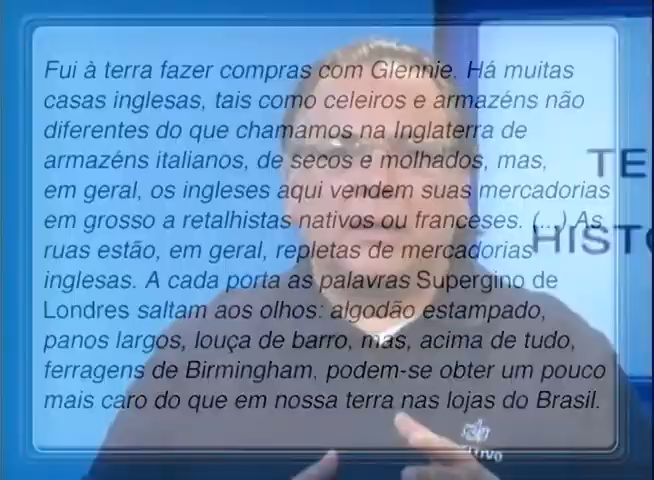 Fui à terra fazer compras com Glennie. Há muitas
casas inglesas, tais como celeiros e armazéns não
diferentes do que chamamos na Inglaterra de
armazéns italianos, de secos e molhados, mas,
em geral, os ingleses aqui vendem suas mercadorias
em grosso a retalhistas nativos ou franceses. (...) As
ruas estão, em geral, repletas de mercadorias
inglesas. A cada porta as palavras Supergino de
Londres saltam aos olhos: algodão estampado,
panos largos, louça de barro, mas, acima de tudo,
ferragens de Birmingham, podem-se obter um pouco
mais caro do que em nossa terra nas lojas do Brasil.
TE
HISTO